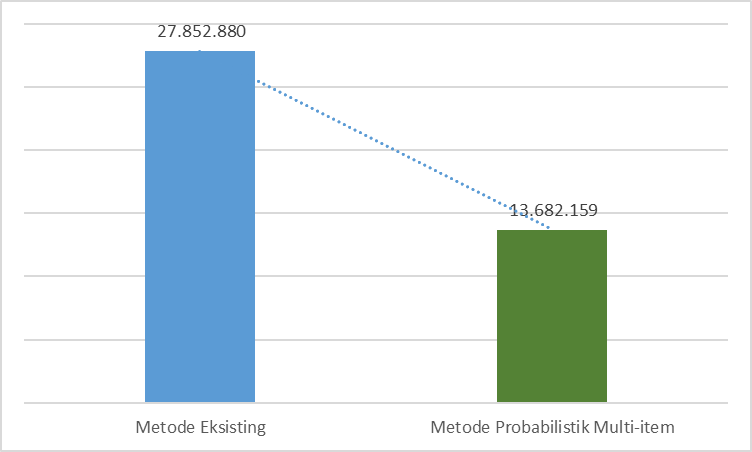 27.852.880
13.682.159
Metode Eksisting
Metode Probabilistik Multi-item